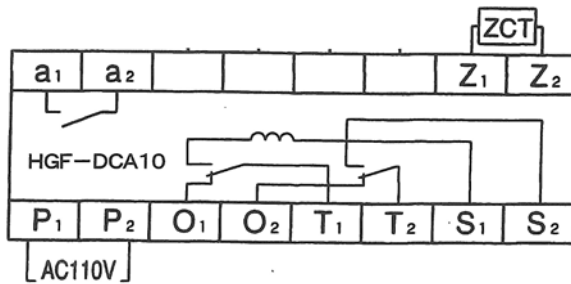 ZCT
a1 a2 Z1 Z2
HGF-DCA10
P1 P2 O1 O2 T1 T2 S1 S2
AC110V